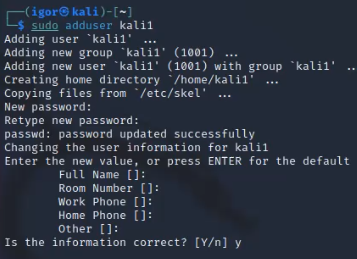 ┌──(igor㉿kali)-[~]
└─$ sudo adduser kali1
Adding user `kali1' ...
Adding new group `kali1' (1001) ...
Adding new user `kali1' (1001) with group `kali1' ...
Creating home directory `/home/kali1' ...
Copying files from `/etc/skel' ...
New password:
Retype new password:
passwd: password updated successfully
Changing the user information for kali1
Enter the new value, or press ENTER for the default
Full Name []:
Room Number []:
Work Phone []:
Home Phone []:
Other []:
Is the information correct? [Y/n] y